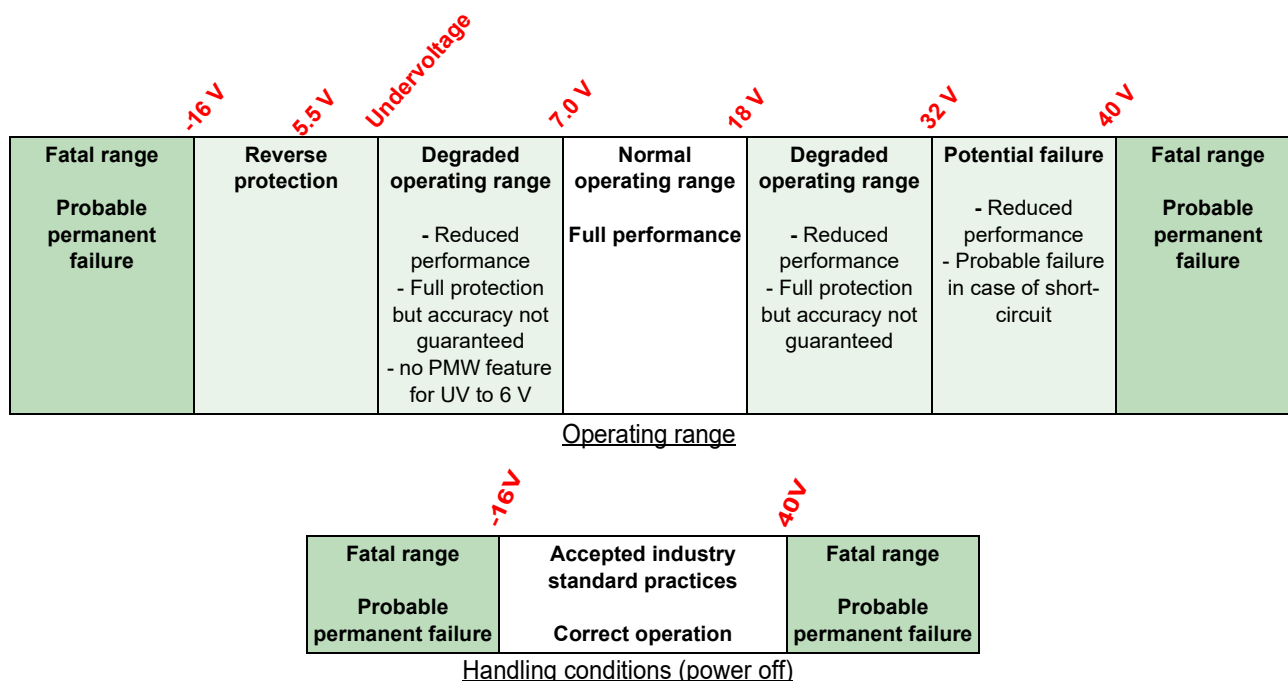 -16 V
5.5 V
Undervoltage
7.0 V
18 V
32 V
40 V
Fatal range
Probable
permanent
failure
Reverse
protection
Degraded
operating range
- Reduced
performance
- Full protection
but accuracy not
guaranteed
- no PMW feature
for UV to 6 V
Normal
operating range
Full performance
Degraded
operating range
- Reduced
performance
- Full protection
but accuracy not
guaranteed
Potential failure
- Reduced
performance
- Probable failure
in case of short-
circuit
Fatal range
Probable
permanent
failure
Operating range
-16V
40V
Fatal range
Probable
permanent failure
Accepted industry
standard practices
Correct operation
Fatal range
Probable
permanent failure
Handling conditions (power off)